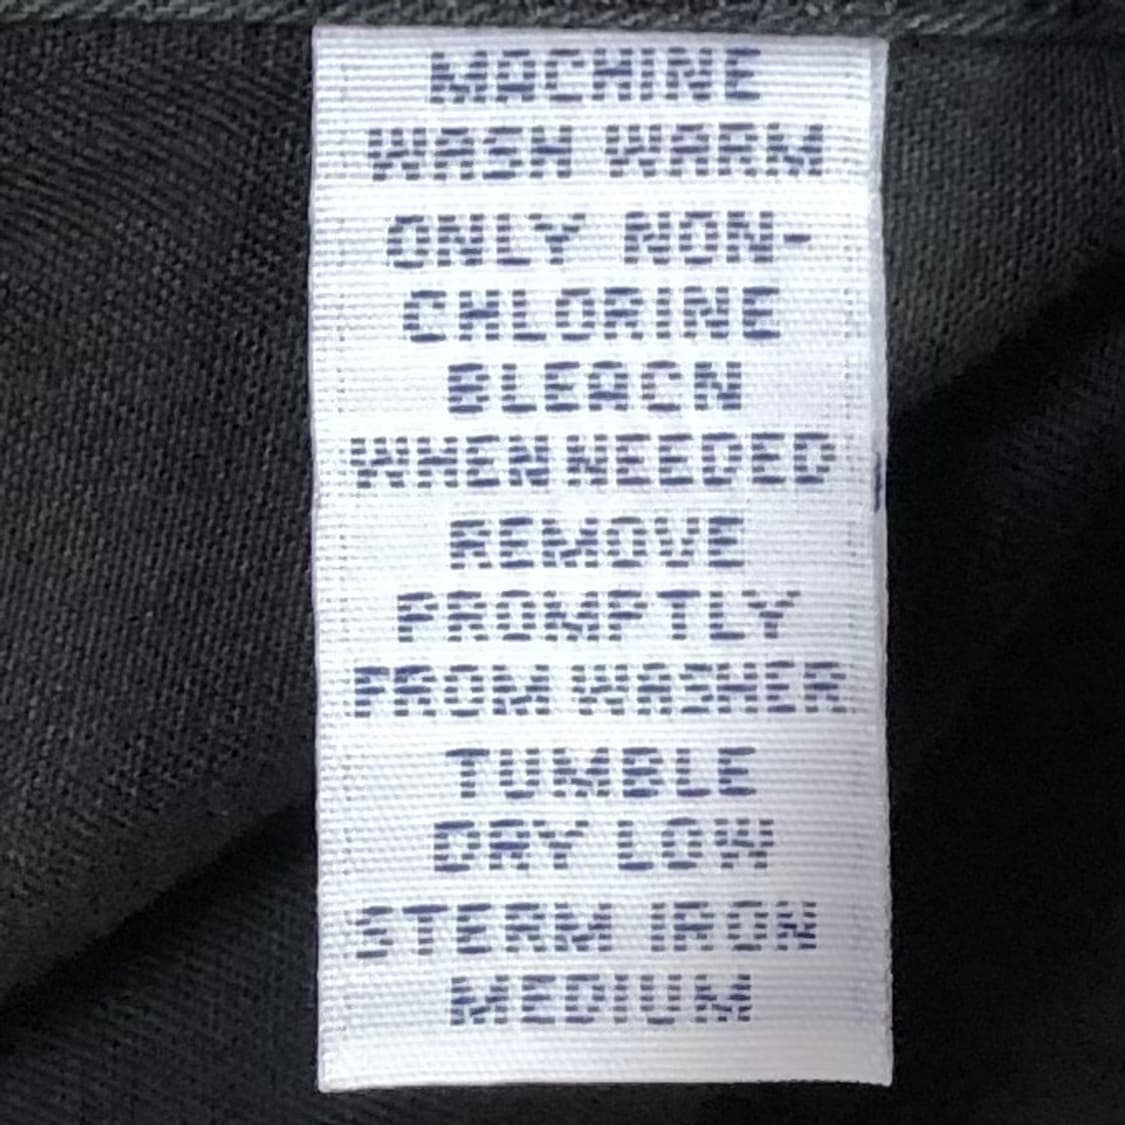 MACHINE
WASH WARM
ONLY NON-
CHLORINE
BLEACN
WHEN NEEDED
REMOVE
PROMPTLY
FROM WASHER
TUMBLE
DRY LOW
STERM IRON
MEDIUM